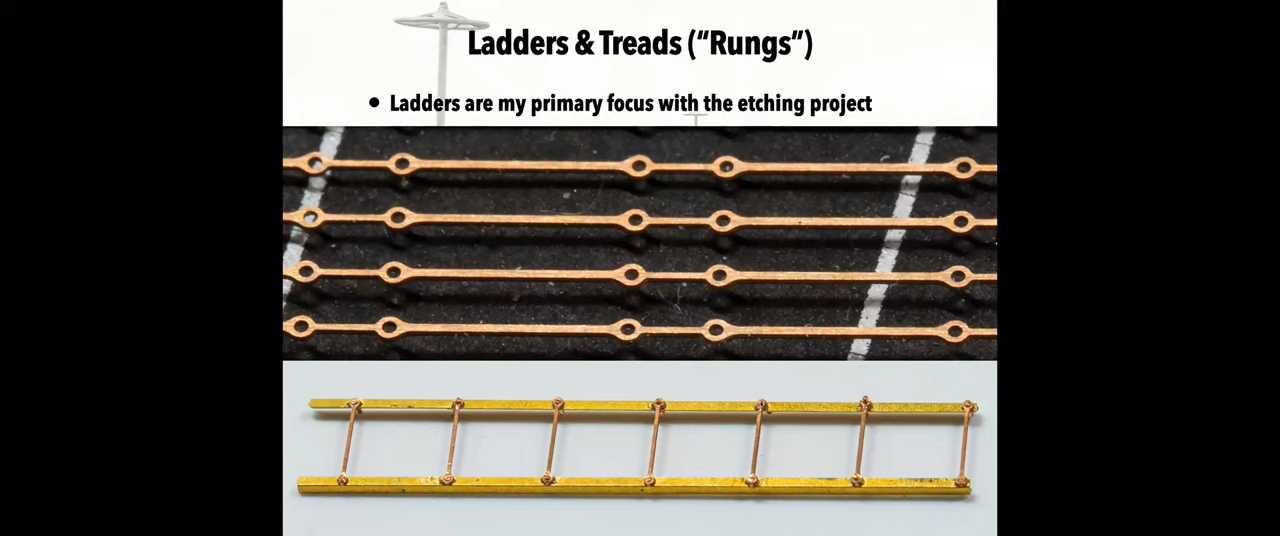 Ladders & Treads (“Rungs”)
• Ladders are my primary focus with the etching project